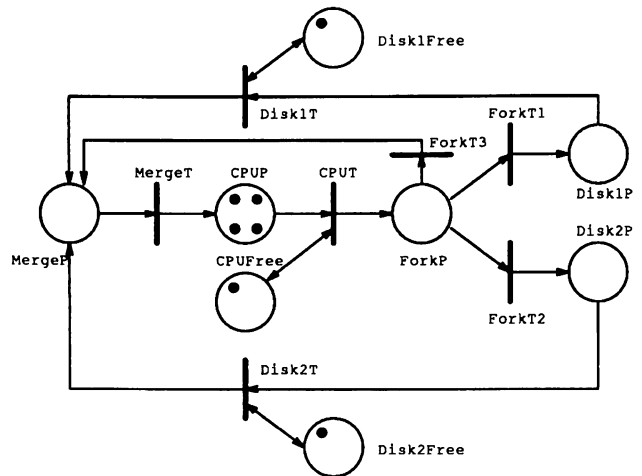 Disk1Free
Disk1T
ForkT1
ForkT3
MergeT
CPUP
CPUT
Disk1P
Disk2P
MergeP
CPUFree
ForkP
ForkT2
Disk2T
Disk2Free